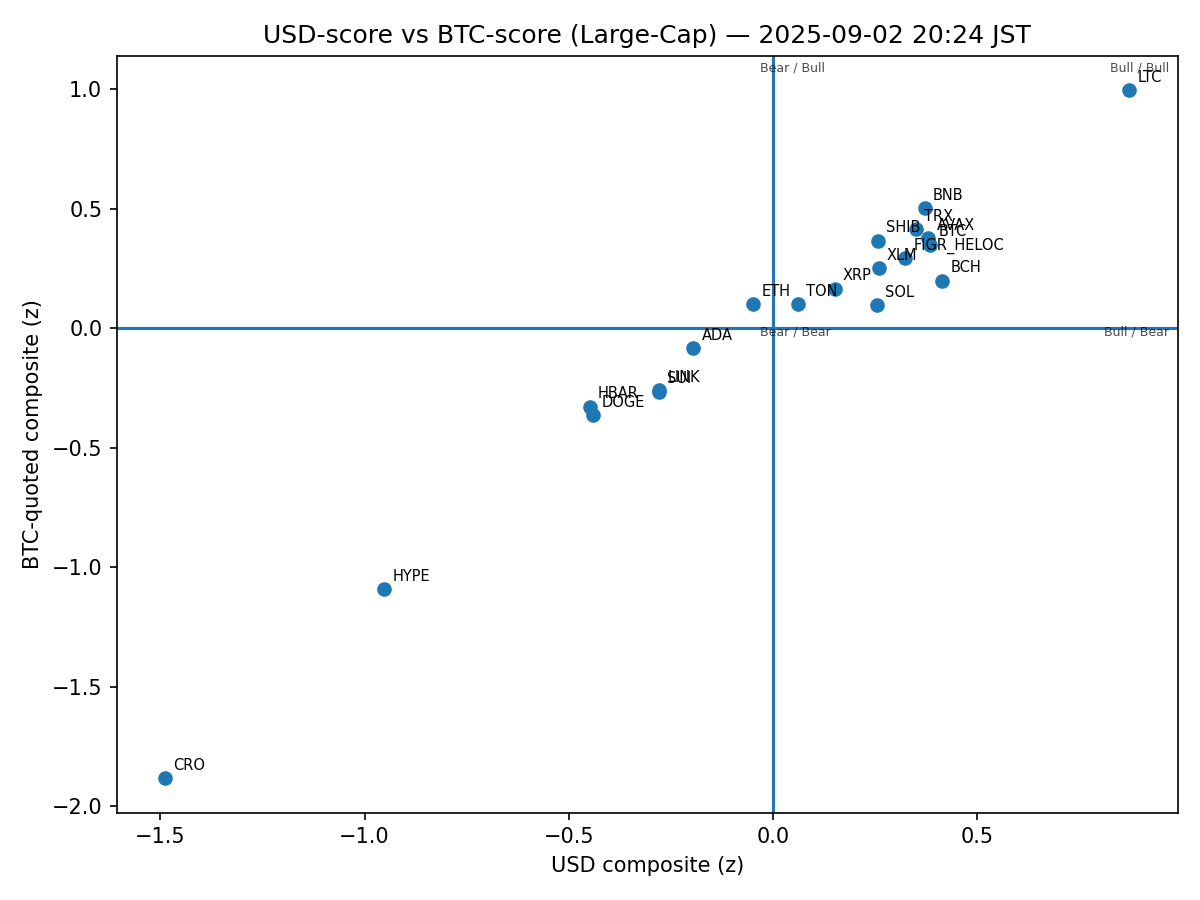 USD-score vs BTC-score (Large-Cap) — 2025-09-02 20:24 JST
Bear / Bull
Bull / Bull
LTC
1.0
BNB
0.5
TRX
AVAX
SHIB
BTC
FIGR_HELOC
XLM
BCH
XRP
ETH
TON
SOL
0.0
Bear / Bear
Bull / Bear
ADA
LINK
SUI
HBAR
DOGE
−0.5
−1.0
HYPE
−1.5
CRO
−2.0
−1.5
−1.0
−0.5
0.0
0.5
USD composite (z)
BTC-quoted composite (z)